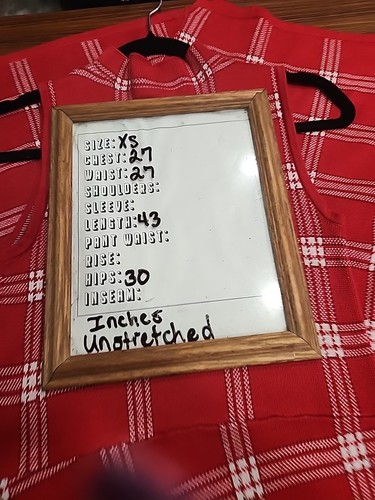 SIZE: XS
CHEST: 27
WAIST: 27
SHOULDERS:
SLEEVE:
LENGTH: 43
PANT WAIST:
RISE:
HIPS: 30
INSEAM:
Inches
Unstretched